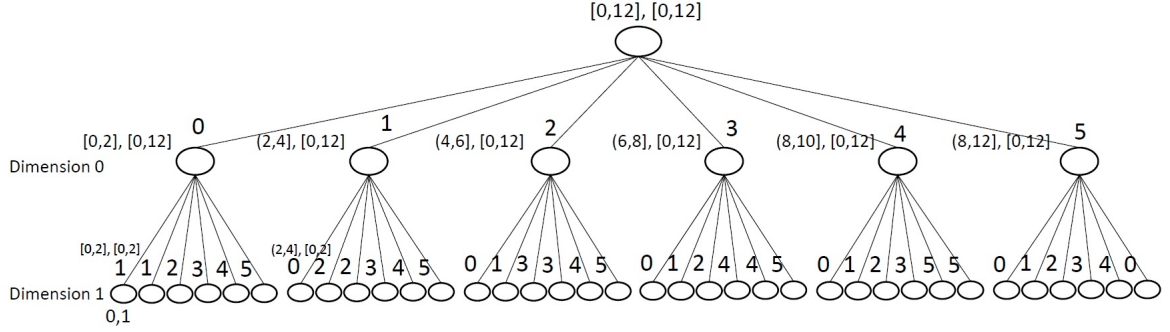 [0,12], [0,12]
0 1 2 3 4 5
[0,2], [0,12] (2,4], [0,12] (4,6], [0,12] (6,8], [0,12] (8,10], [0,12] (8,12], [0,12]
Dimension 0
[0,2], [0,2] (2,4], [0,2]
1 1 2 3 4 5 0 2 2 3 4 5 0 1 3 3 4 5 0 1 2 4 4 5 0 1 2 3 5 5 0 1 2 3 4 0
Dimension 1
0,1